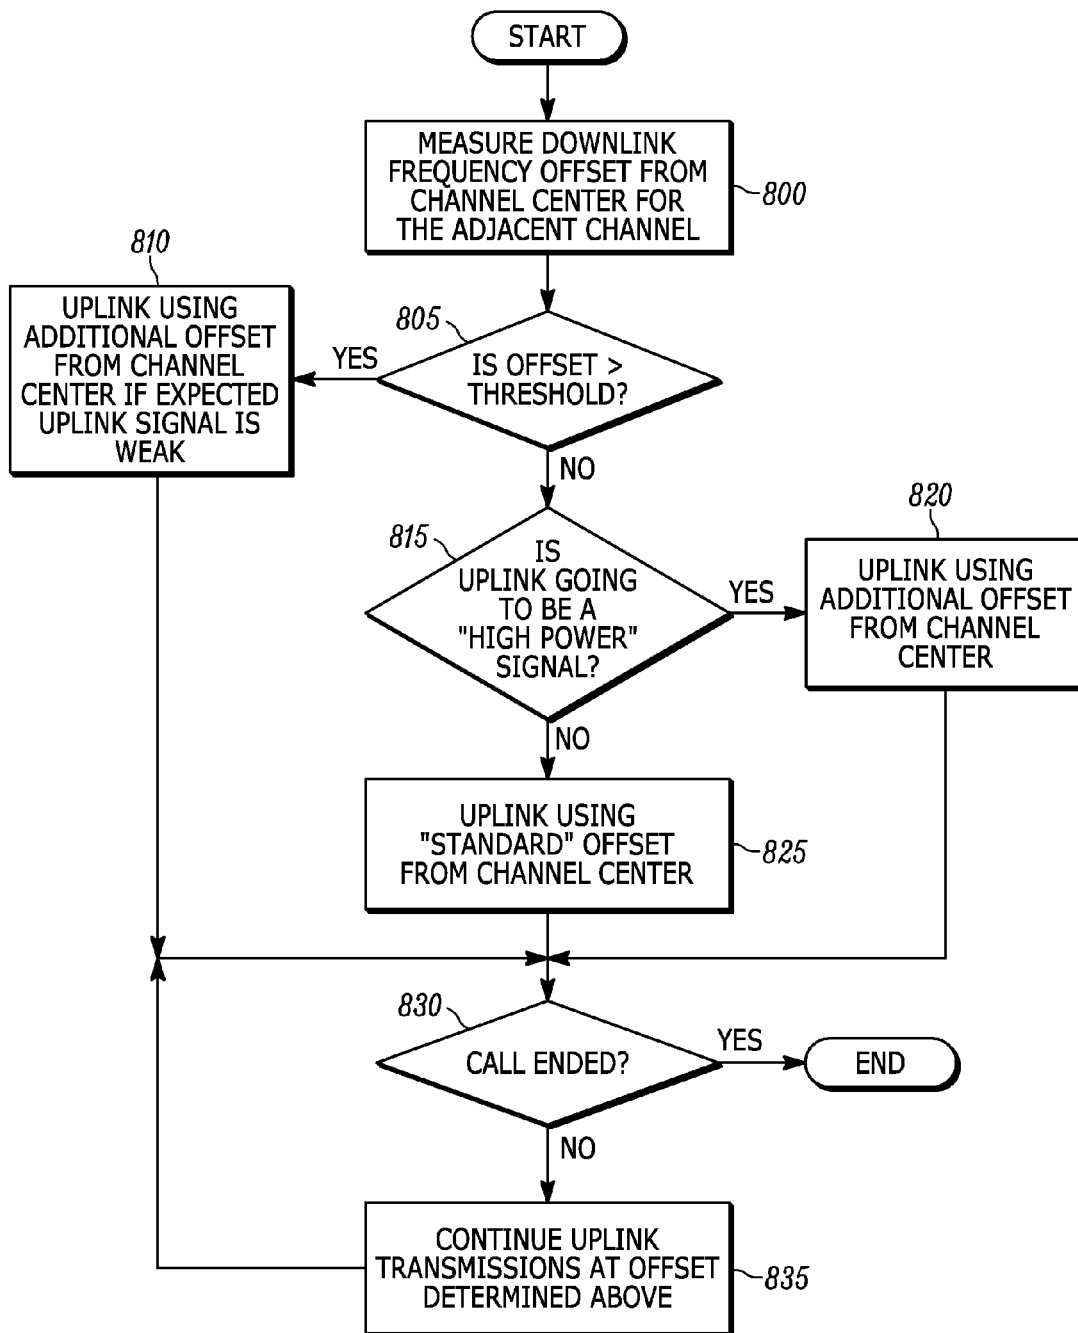 START
MEASURE DOWNLINK
FREQUENCY OFFSET FROM
CHANNEL CENTER FOR
THE ADJACENT CHANNEL
800
810
UPLINK USING
ADDITIONAL OFFSET
FROM CHANNEL
CENTER IF EXPECTED
UPLINK SIGNAL IS
WEAK
805
YES
IS OFFSET >
THRESHOLD?
NO
815
IS
UPLINK GOING
TO BE A
"HIGH POWER"
SIGNAL?
YES
820
UPLINK USING
ADDITIONAL OFFSET
FROM CHANNEL
CENTER
NO
UPLINK USING
"STANDARD" OFFSET
FROM CHANNEL CENTER
825
830
CALL ENDED?
YES
END
NO
CONTINUE UPLINK
TRANSMISSIONS AT OFFSET
DETERMINED ABOVE
835